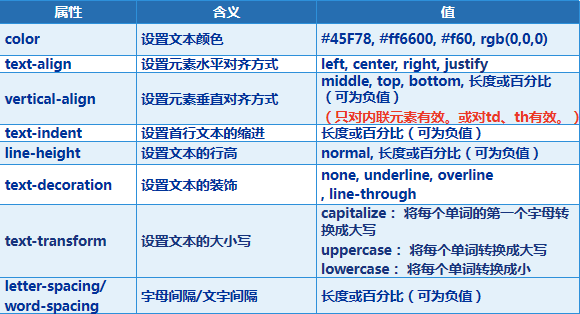 属性 含义 值
color 设置文本颜色 #45F78, #ff6600, #f60, rgb(0,0,0)
text-align 设置元素水平对齐方式 left, center, right, justify
vertical-align 设置元素垂直对齐方式 middle, top, bottom, 长度或百分比
（可为负值）
（只对内联元素有效。或对td、th有效。）
text-indent 设置首行文本的缩进 长度或百分比（可为负值）
line-height 设置文本的行高 normal, 长度或百分比（可为负值）
text-decoration 设置文本的装饰 none, underline, overline
, line-through
text-transform 设置文本的大小写 capitalize： 将每个单词的第一个字母转
换成大写
uppercase： 将每个单词转换成大写
lowercase： 将每个单词转换成小
letter-spacing/
word-spacing 字母间隔/文字间隔 长度或百分比（可为负值）